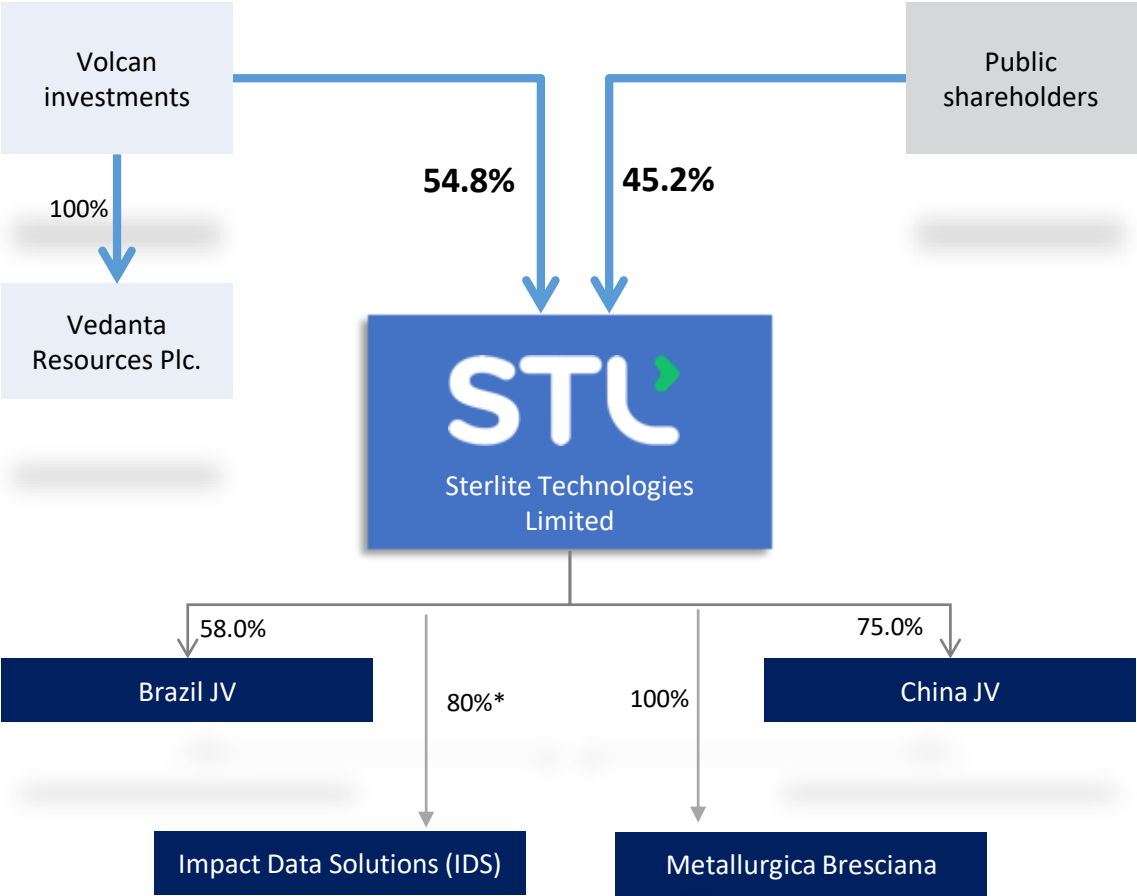 Volcan
investments
Public
shareholders
54.8%
45.2%
100%
Vedanta
Resources Plc.
STL
Sterlite Technologies
Limited
58.0%
75.0%
Brazil JV
China JV
80%*
100%
Impact Data Solutions (IDS)
Metallurgica Bresciana